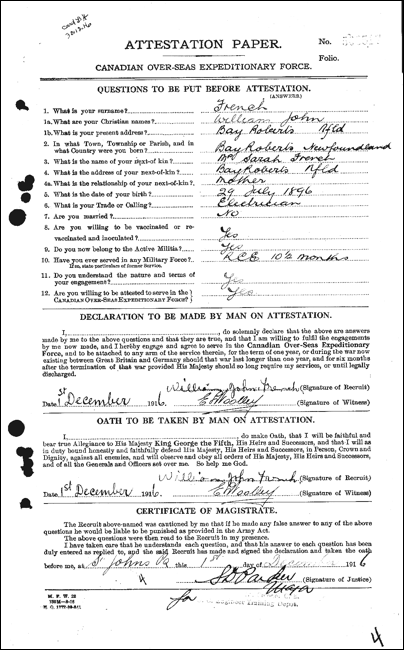 ATTESTATION PAPER.
No.
Folio.
CANADIAN OVER-SEAS EXPEDITIONARY FORCE.
QUESTIONS TO BE PUT BEFORE ATTESTATION.
(ANSWERS)
1. What is your surname? French
1a. What are your Christian names? William John
1b. What is your present address? Bay Roberts Nfld
2. In what Town, Township or Parish, and in
what Country were you born? Bay Roberts Newfoundland
3. What is the name of your next-of kin? Mrs Sarah French
4. What is the address of your next-of-kin? Bay Roberts Nfld
4a. What is the relationship of your next-of-kin? Mother
5. What is the date of your birth? 29 July 1896
6. What is your Trade or Calling? Electrician
7. Are you married? No
8. Are you willing to be vaccinated or re-
vaccinated and inoculated? Yes
9. Do you now belong to the Active Militia? Yes
10. Have you ever served in any Military Force?
If so, state particulars of former Service. R.C.E. 10½ months
11. Do you understand the nature and terms of
your engagement? Yes
12. Are you willing to be attested to serve in the
CANADIAN OVER-SEAS EXPEDITIONARY FORCE? Yes
DECLARATION TO BE MADE BY MAN ON ATTESTATION.
I, , do solemnly declare that the above are answers
made by me to the above questions and that they are true, and that I am willing to fulfil the engagements
by me now made, and I hereby engage and agree to serve in the Canadian Over-Seas Expeditionary
Force, and to be attached to any arm of the service therein, for the term of one year, or during the war now
existing between Great Britain and Germany should that war last longer than one year, and for six months
after the termination of that war provided His Majesty should so long require my services, or until legally
discharged.
William John French (Signature of Recruit)
Date 1st December 1916. (Signature of Witness)
OATH TO BE TAKEN BY MAN ON ATTESTATION.
I, , do make Oath, that I will be faithful and
bear true Allegiance to His Majesty King George the Fifth, His Heirs and Successors, and that I will as
in duty bound honestly and faithfully defend His Majesty, His Heirs and Successors, in Person, Crown and
Dignity, against all enemies, and will observe and obey all orders of His Majesty, His Heirs and Successors,
and of all the Generals and Officers set over me. So help me God.
William John French (Signature of Recruit)
Date 1st December 1916. (Signature of Witness)
CERTIFICATE OF MAGISTRATE.
The Recruit above-named was cautioned by me that if he made any false answer to any of the above
questions he would be liable to be punished as provided in the Army Act.
The above questions were then read to the Recruit in my presence.
I have taken care that he understands each question, and that his answer to each question has been
duly entered as replied to, and the said Recruit has made and signed the declaration and taken the oath
before me, at St Johns PQ this 1st day of December 1916
(Signature of Justice)
4
Major
for
M. F. W. 23
4